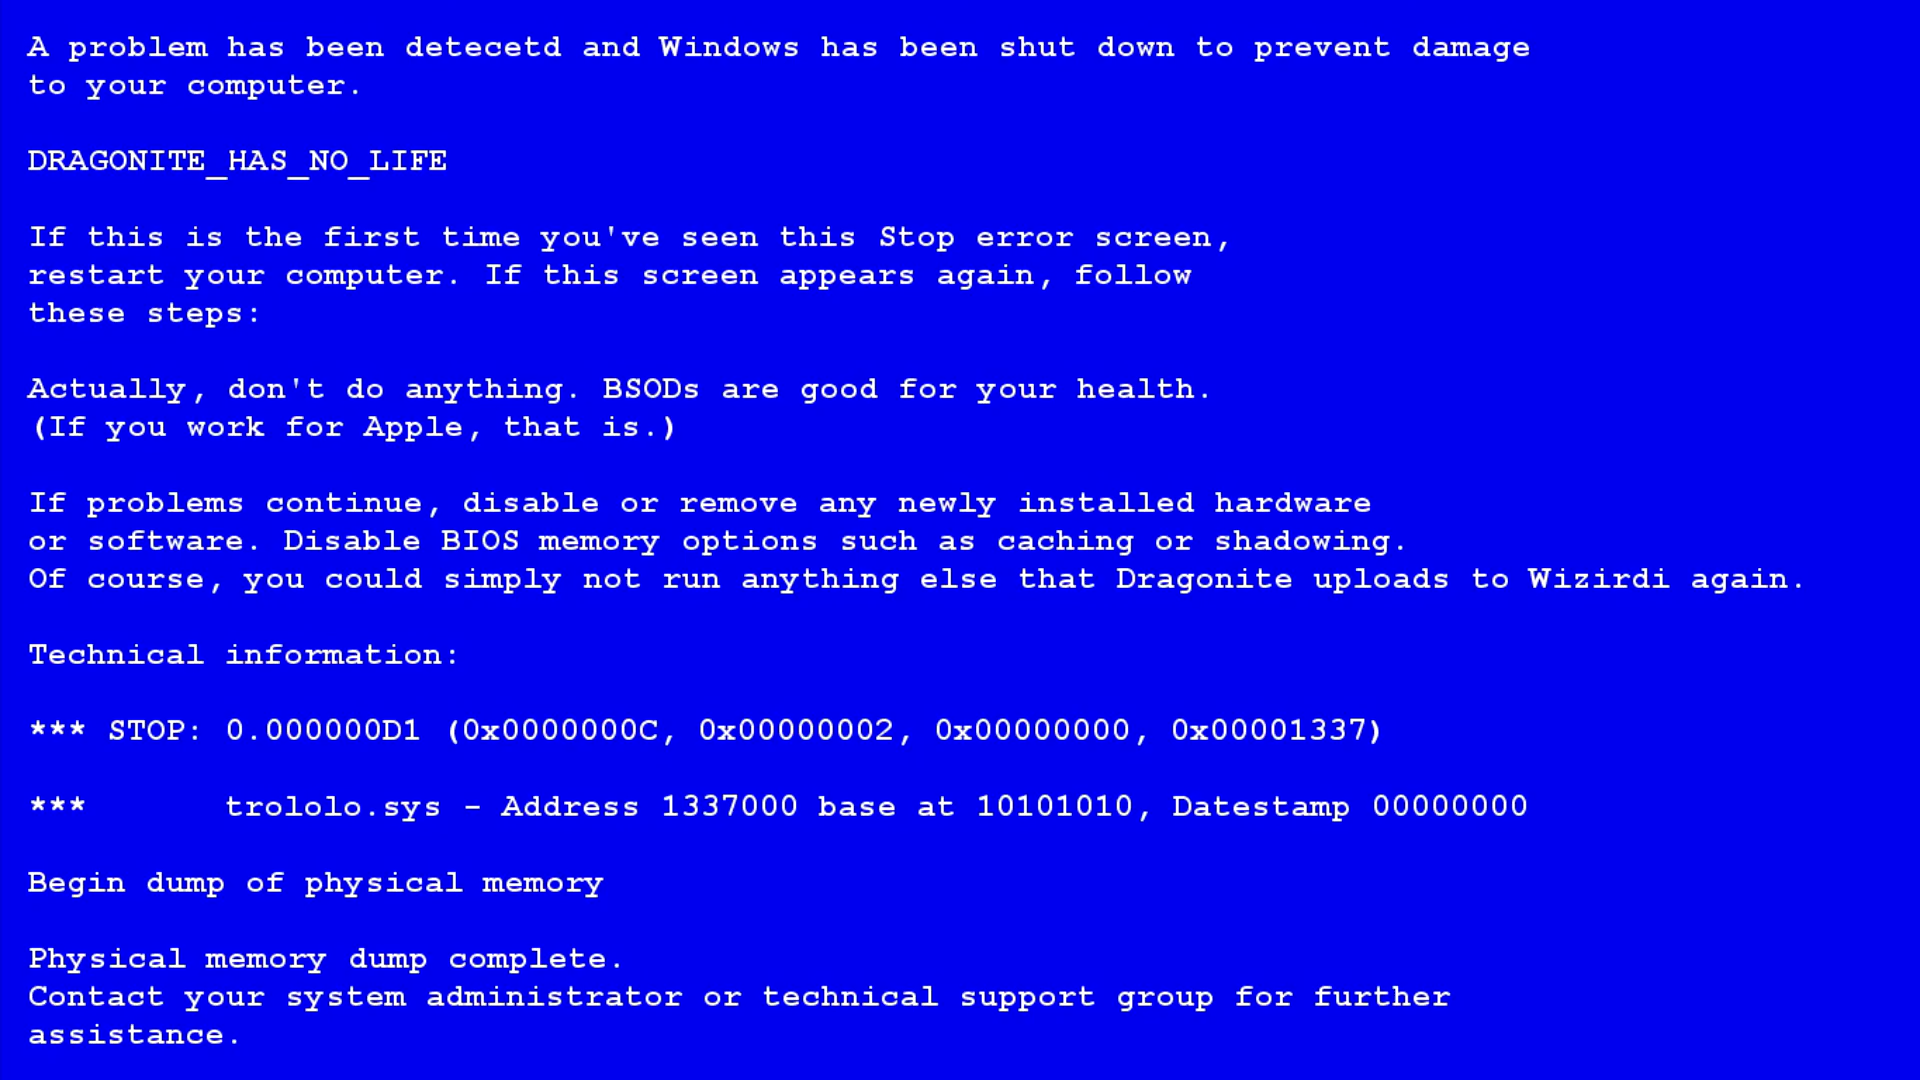 A problem has been detecetd and Windows has been shut down to prevent damage
to your computer.
DRAGONITE_HAS_NO_LIFE
If this is the first time you've seen this Stop error screen,
restart your computer. If this screen appears again, follow
these steps:
Actually, don't do anything. BSODs are good for your health.
(If you work for Apple, that is.)
If problems continue, disable or remove any newly installed hardware
or software. Disable BIOS memory options such as caching or shadowing.
Of course, you could simply not run anything else that Dragonite uploads to Wizirdi again.
Technical information:
*** STOP: 0.000000D1 (0x0000000C, 0x00000002, 0x00000000, 0x00001337)
***       trololo.sys - Address 1337000 base at 10101010, Datestamp 00000000
Begin dump of physical memory
Physical memory dump complete.
Contact your system administrator or technical support group for further
assistance.